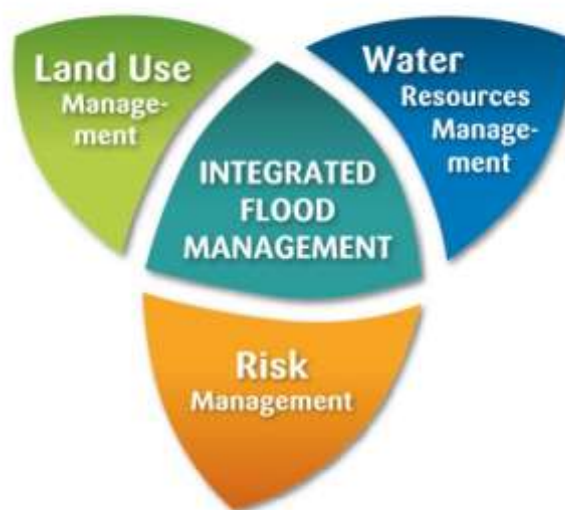 Land Use
Manage-
ment
Water
Resources
Manage-
ment
INTEGRATED
FLOOD
MANAGEMENT
Risk
Management